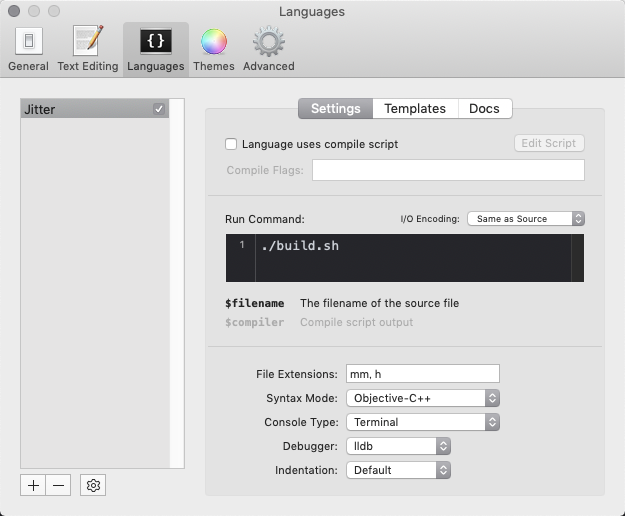 Languages
General Text Editing Languages Themes Advanced
Jitter
Settings Templates Docs
Language uses compile script Edit Script
Compile Flags:
Run Command: I/O Encoding: Same as Source
1 ./build.sh
$filename The filename of the source file
$compiler Compile script output
File Extensions: mm, h
Syntax Mode: Objective-C++
Console Type: Terminal
Debugger: lldb
Indentation: Default